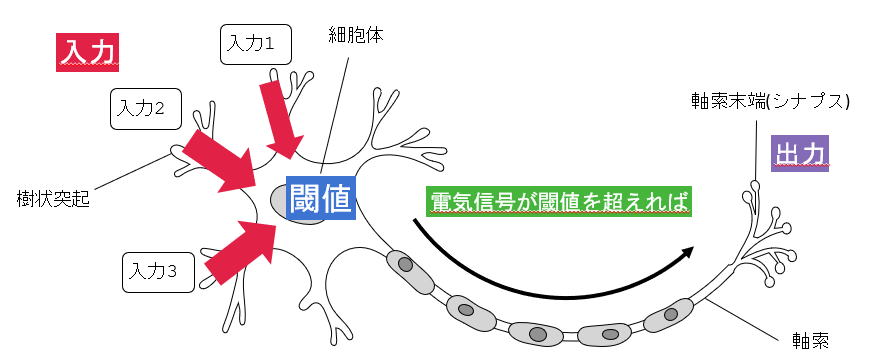 入力
入力1
細胞体
入力2
軸索末端(シナプス)
出力
樹状突起
閾値
電気信号が閾値を超えれば
入力3
軸索